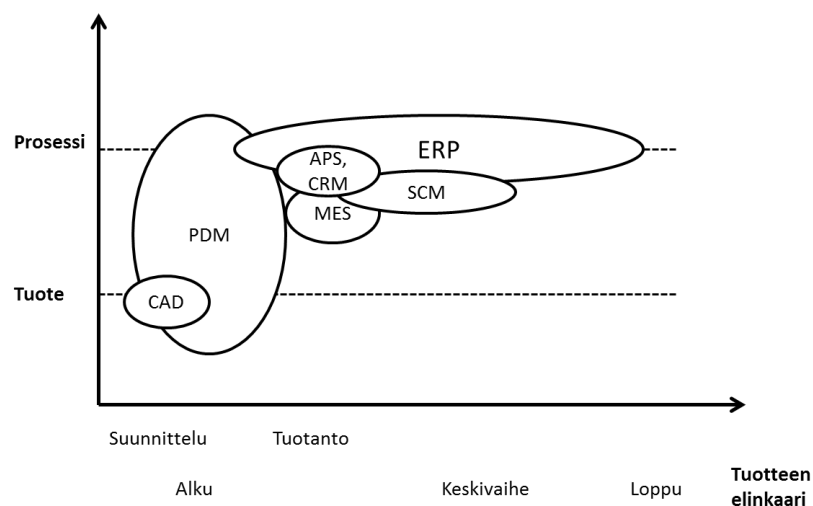 Prosessi
ERP
APS,
CRM
SCM
MES
PDM
Tuote
CAD
Suunnittelu
Tuotanto
Alku
Keskivaihe
Loppu
Tuotteen
elinkaari